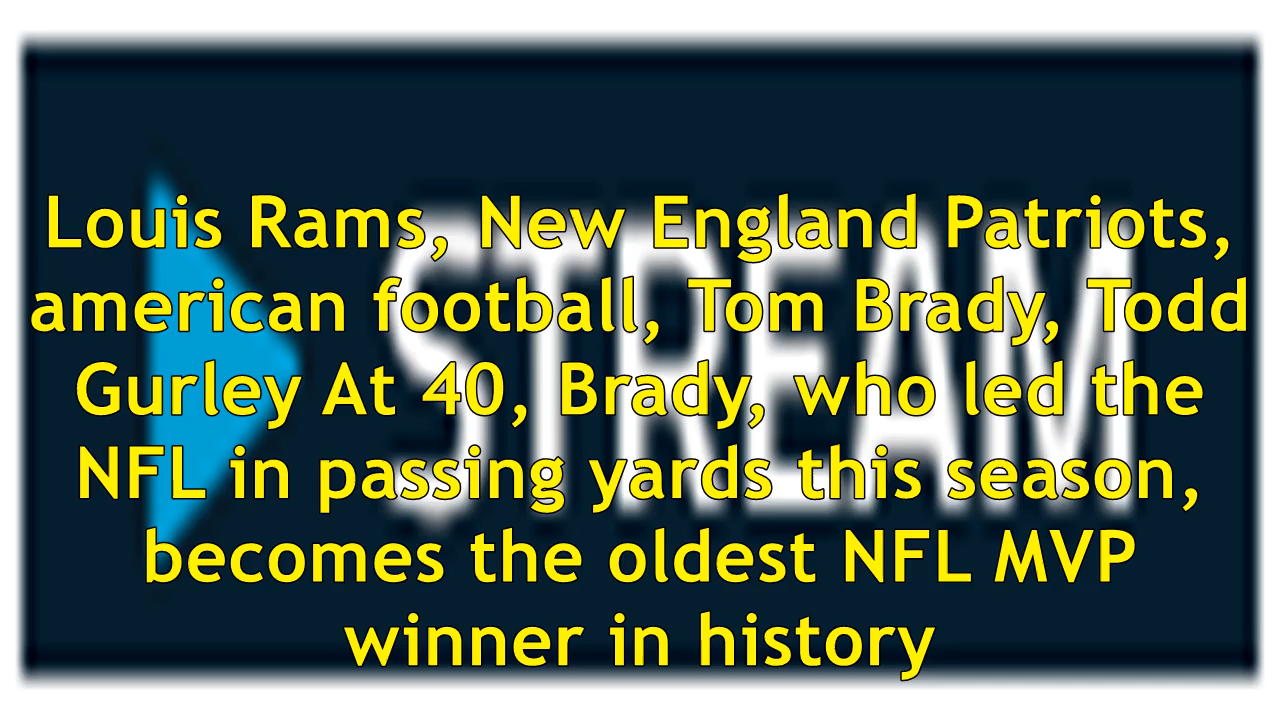 Louis Rams, New England Patriots,
american football, Tom Brady, Todd
Gurley At 40, Brady, who led the
NFL in passing yards this season,
becomes the oldest NFL MVP
winner in history
$TREAM